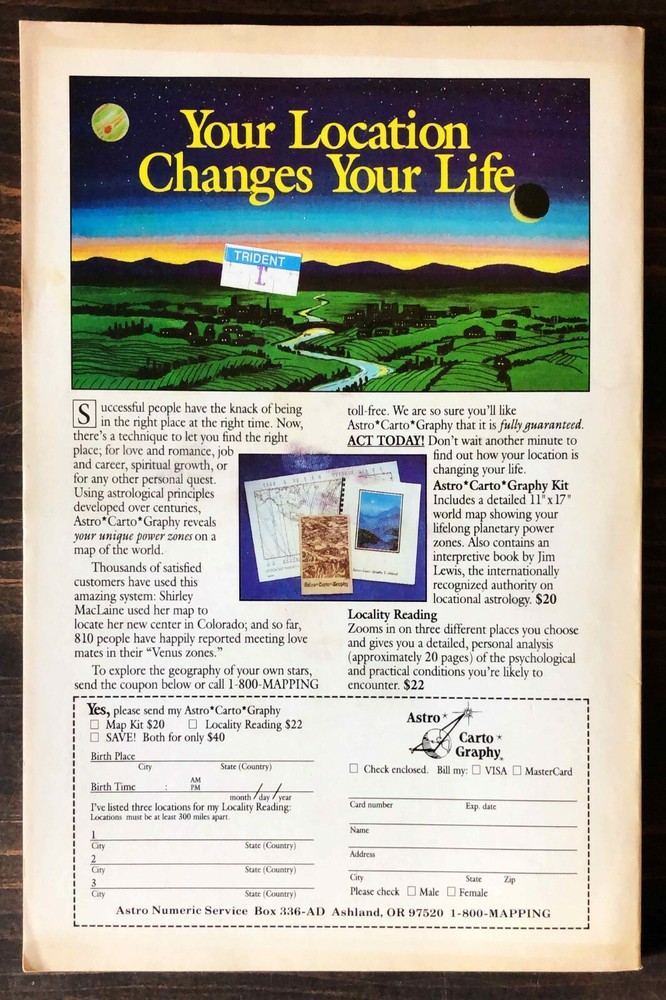 Your Location
Changes Your Life
TRIDENT
I
Successful people have the knack of being
in the right place at the right time. Now,
there's a technique to let you find the right
place; for love and romance, job
and career, spiritual growth, or
for any other personal quest.
Using astrological principles
developed over centuries,
Astro*Carto*Graphy reveals
your unique power zones on a
map of the world.
Thousands of satisfied
customers have used this
amazing system: Shirley
MacLaine used her map to
locate her new center in Colorado; and so far,
810 people have happily reported meeting love
mates in their "Venus zones."
To explore the geography of your own stars,
send the coupon below or call 1-800-MAPPING
toll-free. We are so sure you'll like
Astro*Carto*Graphy that it is fully guaranteed.
ACT TODAY! Don't wait another minute to
find out how your location is
changing your life.
Astro*Carto*Graphy Kit
Includes a detailed 11" x 17"
world map showing your
lifelong planetary power
zones. Also contains an
interpretive book by Jim
Lewis, the internationally
recognized authority on
locational astrology. $20
Astro*Carto*Graphy
Locality Reading
Zooms in on three different places you choose
and gives you a detailed, personal analysis
(approximately 20 pages) of the psychological
and practical conditions you're likely to
encounter. $22
Yes, please send my Astro*Carto*Graphy
Map Kit $20 Locality Reading $22
SAVE! Both for only $40
Birth Place
City State (Country)
Birth Time : AM
PM
month / day / year
I've listed three locations for my Locality Reading:
Locations must be at least 300 miles apart.
1
City State (Country)
2
City State (Country)
3
City State (Country)
Astro*
Carto*
Graphy
Check enclosed. Bill my: VISA MasterCard
Card number Exp. date
Name
Address
City State Zip
Please check Male Female
Astro Numeric Service Box 336-AD Ashland, OR 97520 1-800-MAPPING